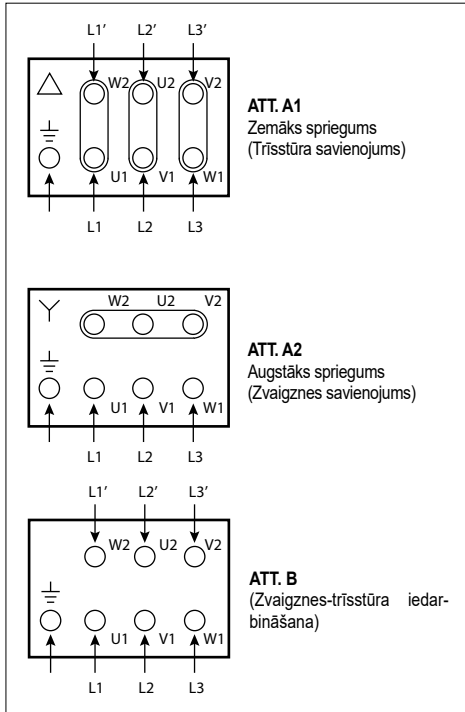 L1’ L2’ L3’
W2 U2 V2
U1 V1 W1
L1 L2 L3
ATT. A1
Zemāks spriegums
(Trīsstūra savienojums)
W2 U2 V2
U1 V1 W1
L1 L2 L3
ATT. A2
Augstāks spriegums
(Zvaigznes savienojums)
L1’ L2’ L3’
W2 U2 V2
U1 V1 W1
L1 L2 L3
ATT. B
(Zvaigznes-trīsstūra iedar-
bināšana)